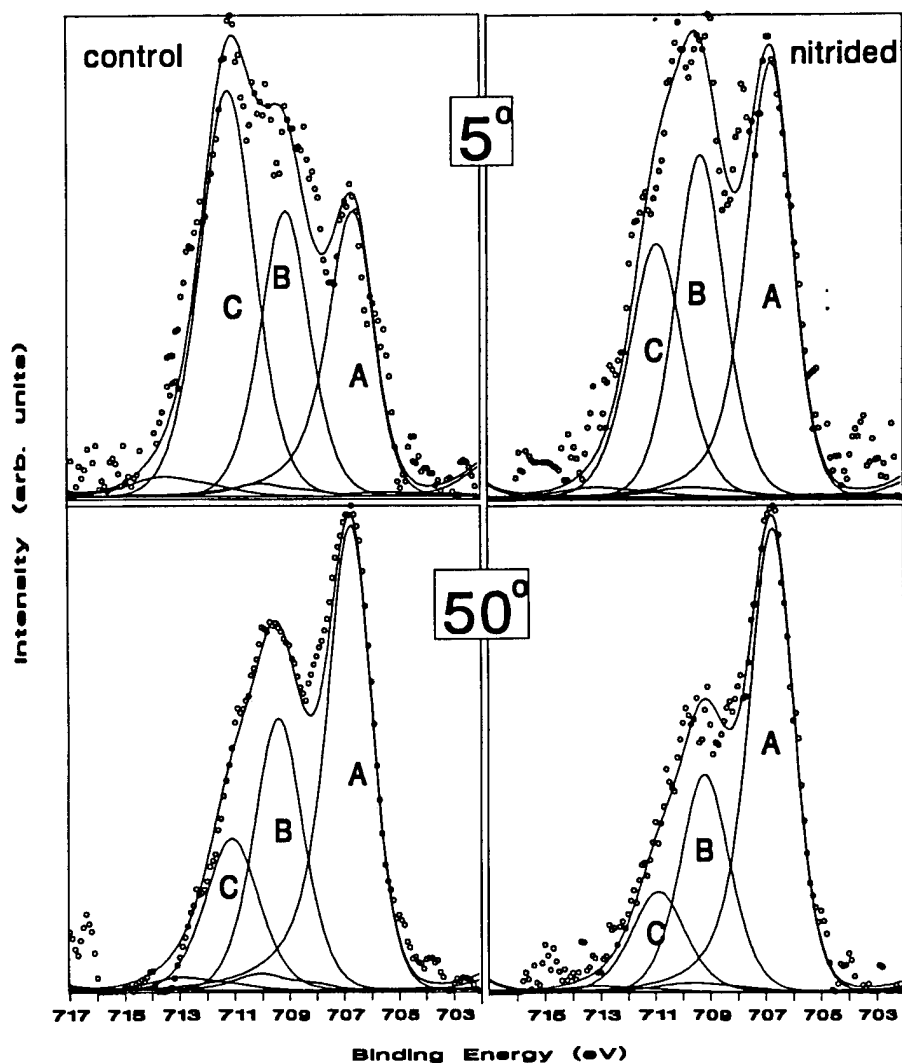 control
nitrided
5°
C
B
A
C
B
A
50°
C
B
A
C
B
A
717 715 713 711 709 707 705 703
715 713 711 709 707 705 703
Intensity (arb. units)
Binding Energy (eV)